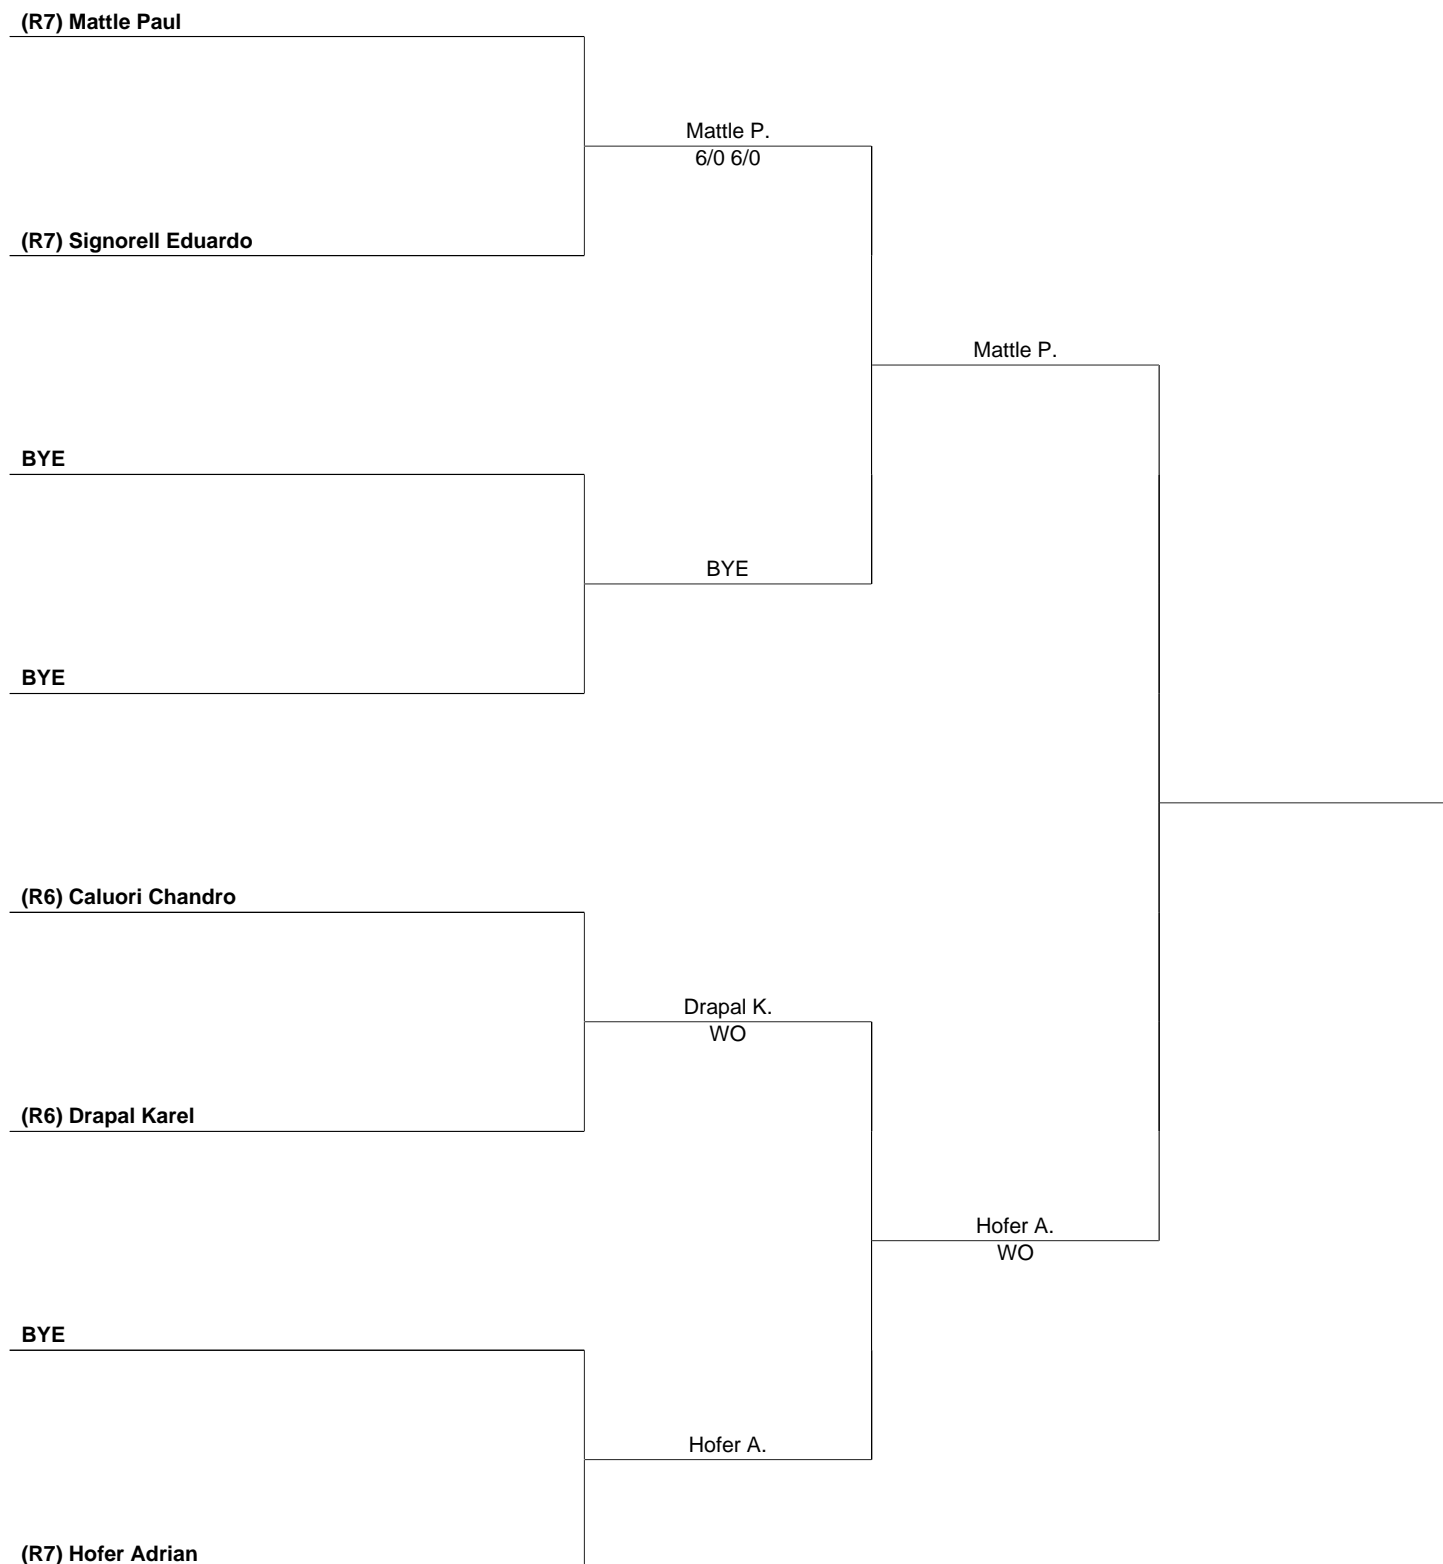 (R7) Mattle Paul
Mattle P.
6/0 6/0
(R7) Signorell Eduardo
Mattle P.
BYE
BYE
BYE
(R6) Caluori Chandro
Drapal K.
WO
(R6) Drapal Karel
Hofer A.
WO
BYE
Hofer A.
(R7) Hofer Adrian